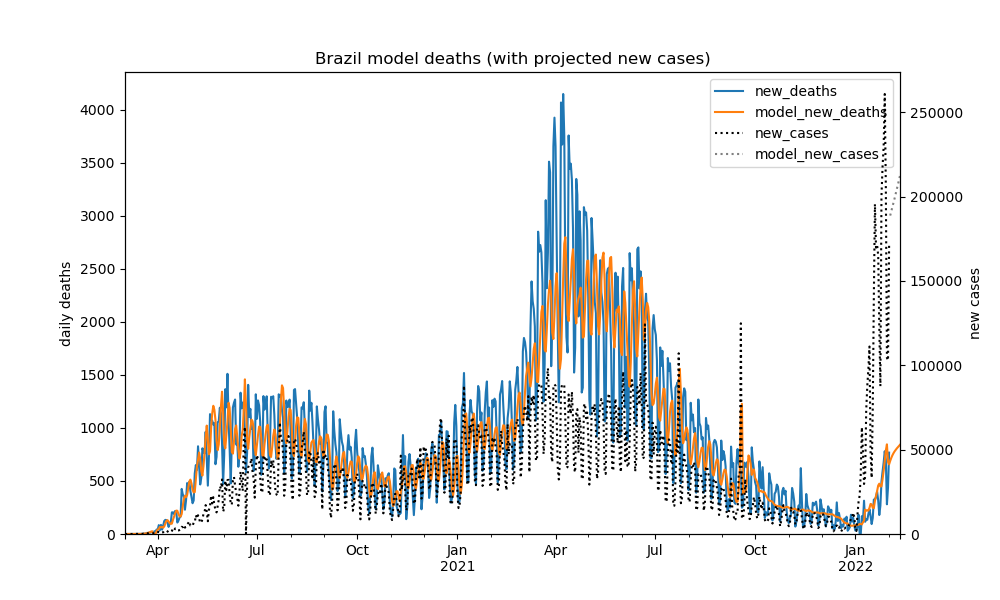 Brazil model deaths (with projected new cases)
new_deaths
model_new_deaths
new_cases
model_new_cases
daily deaths
4000
3500
3000
2500
2000
1500
1000
500
0
250000
200000
150000
100000
50000
0
new cases
Apr
Jul
Oct
Jan
2021
Apr
Jul
Oct
Jan
2022